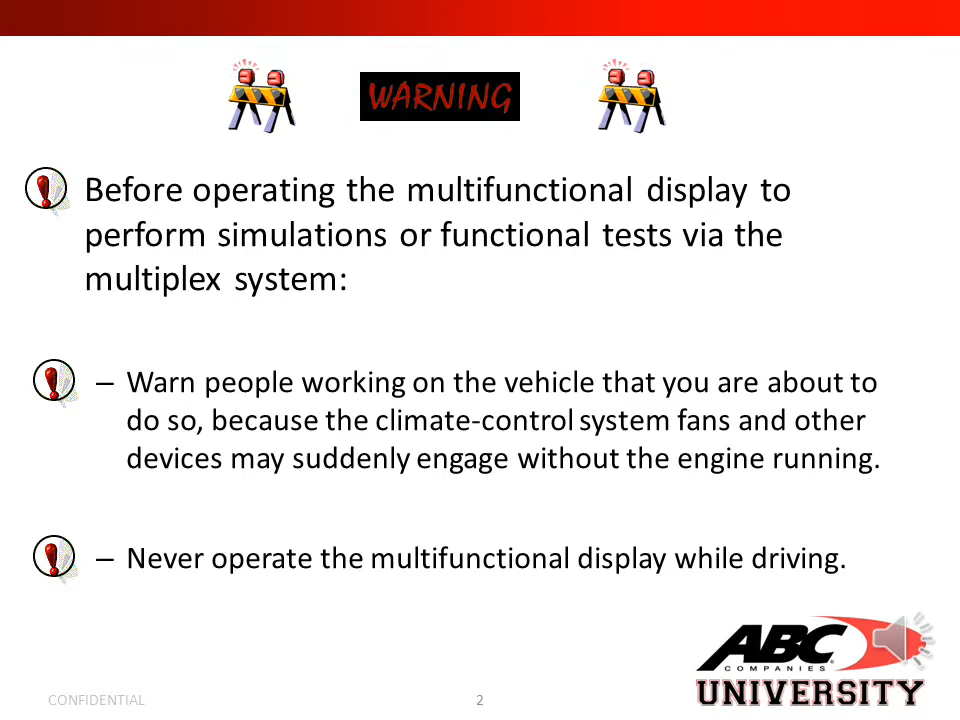 WARNING
Before operating the multifunctional display to
perform simulations or functional tests via the
multiplex system:
– Warn people working on the vehicle that you are about to
do so, because the climate-control system fans and other
devices may suddenly engage without the engine running.
– Never operate the multifunctional display while driving.
ABC
COMPANIES
UNIVERSITY
CONFIDENTIAL
2